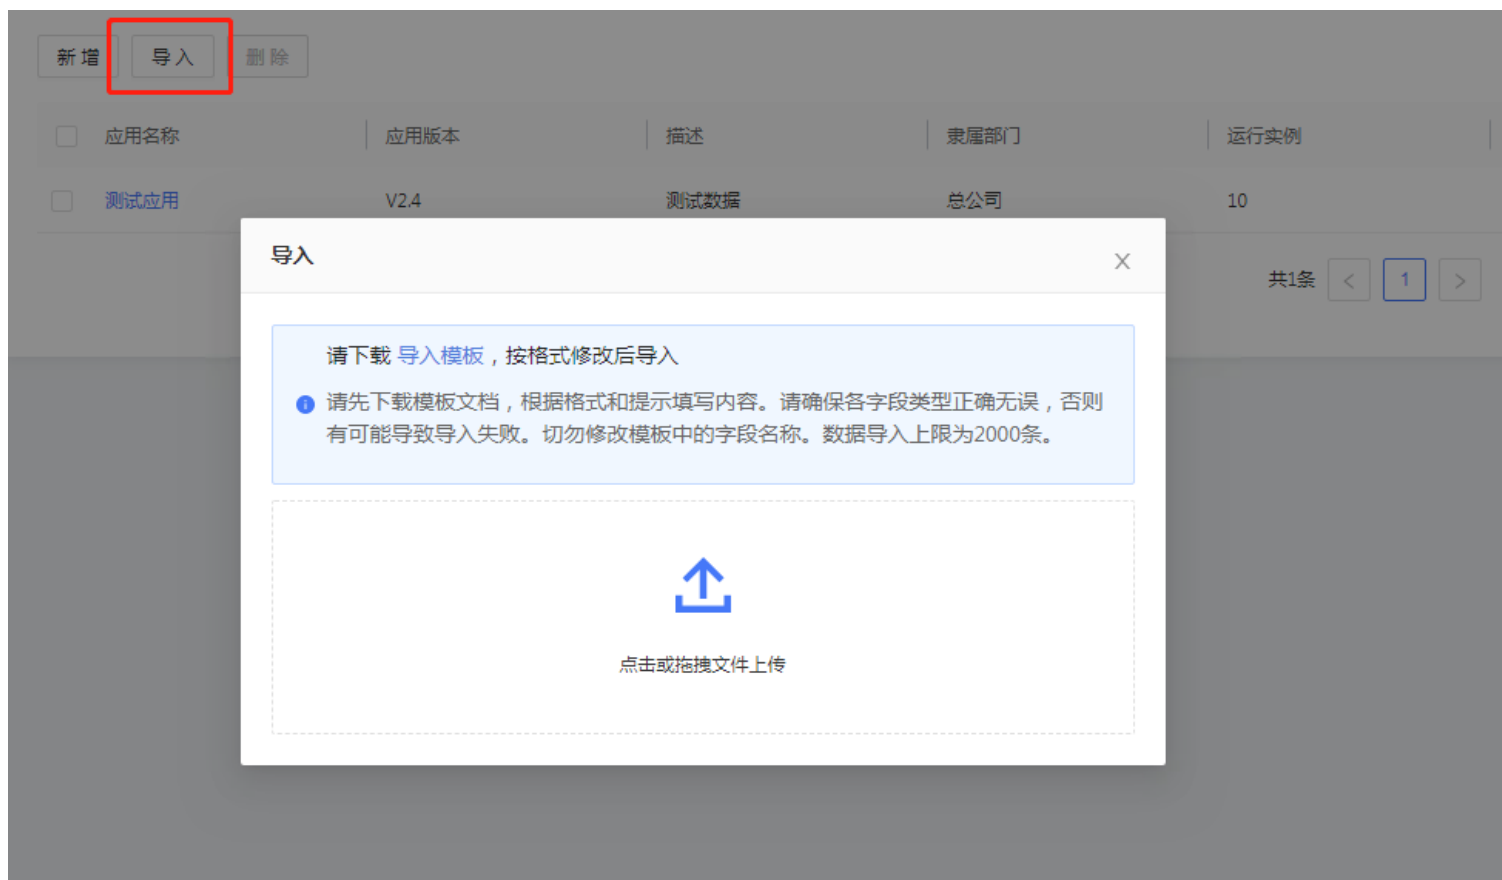 新增 导入 删除
应用名称 应用版本 描述 隶属部门 运行实例
测试应用 V2.4 测试数据 总公司 10
共1条 < 1 >
导入 X
请下载 导入模板，按格式修改后导入
请先下载模板文档，根据格式和提示填写内容。请确保各字段类型正确无误，否则
有可能导致导入失败。切勿修改模板中的字段名称。数据导入上限为2000条。
点击或拖拽文件上传